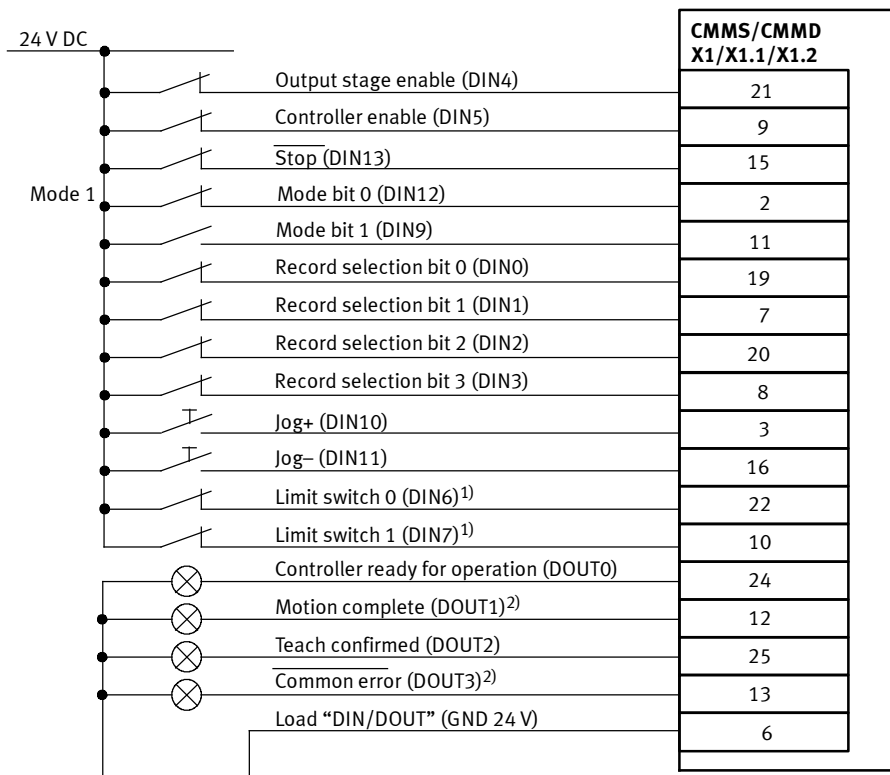 24 V DC
CMMS/CMMD
X1/X1.1/X1.2
Output stage enable (DIN4)
21
Controller enable (DIN5)
9
Stop (DIN13)
15
Mode 1
Mode bit 0 (DIN12)
2
Mode bit 1 (DIN9)
11
Record selection bit 0 (DIN0)
19
Record selection bit 1 (DIN1)
7
Record selection bit 2 (DIN2)
20
Record selection bit 3 (DIN3)
8
Jog+ (DIN10)
3
Jog– (DIN11)
16
Limit switch 0 (DIN6)1)
22
Limit switch 1 (DIN7)1)
10
Controller ready for operation (DOUT0)
24
Motion complete (DOUT1)2)
12
Teach confirmed (DOUT2)
25
Common error (DOUT3)2)
13
Load “DIN/DOUT” (GND 24 V)
6